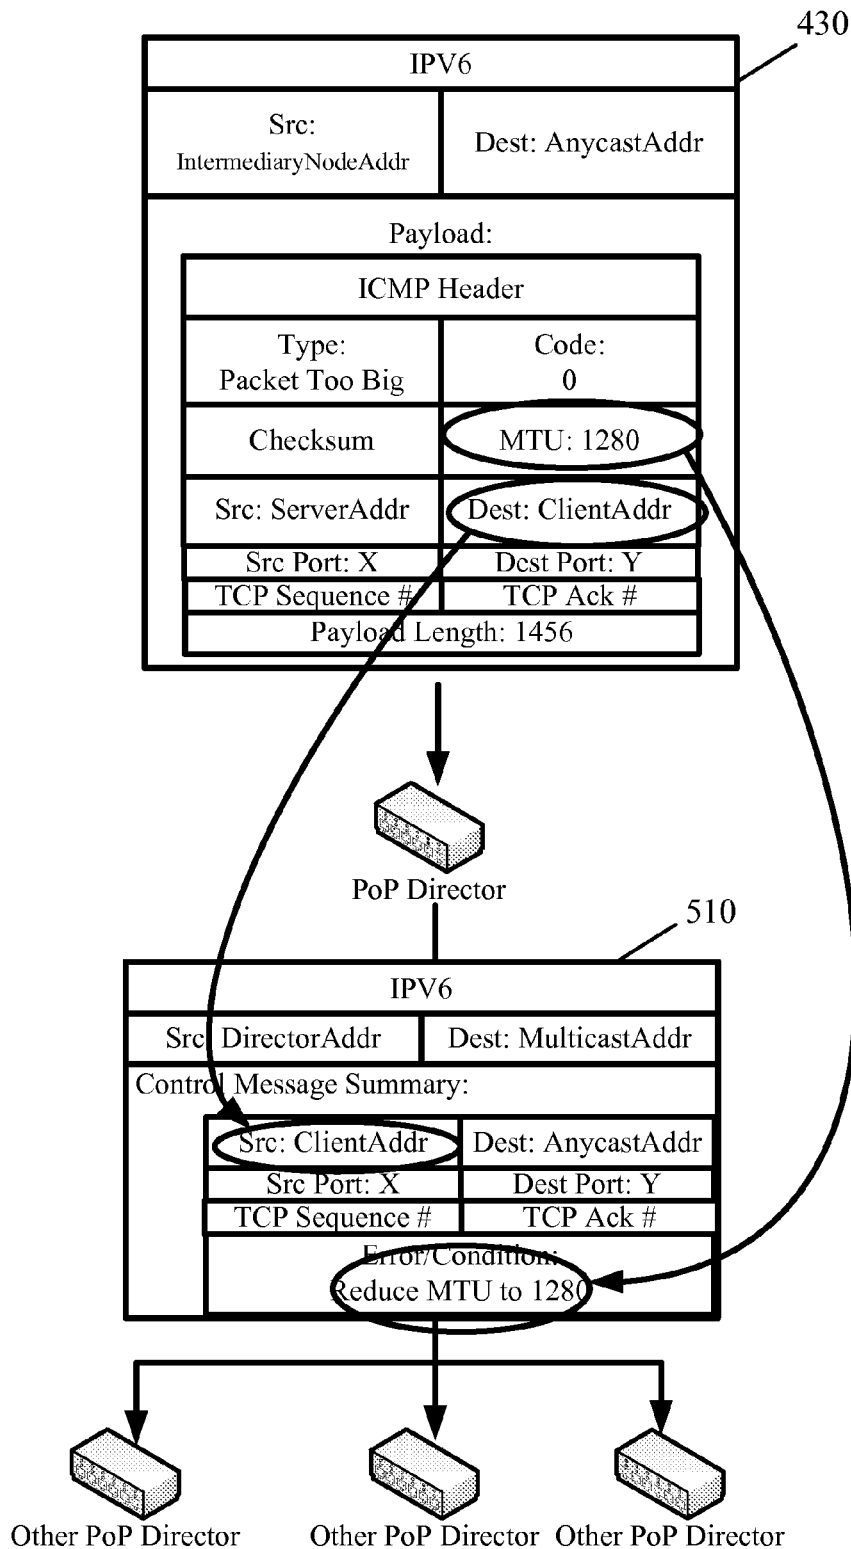 430
IPV6
Src:
IntermediaryNodeAddr
Dest: AnycastAddr
Payload:
ICMP Header
Type:
Packet Too Big
Code:
0
Checksum
MTU: 1280
Src: ServerAddr
Dest: ClientAddr
Src Port: X
Dest Port: Y
TCP Sequence #
TCP Ack #
Payload Length: 1456
PoP Director
510
IPV6
Src: DirectorAddr
Dest: MulticastAddr
Control Message Summary:
Src: ClientAddr
Dest: AnycastAddr
Src Port: X
Dest Port: Y
TCP Sequence #
TCP Ack #
Error/Condition:
Reduce MTU to 1280
Other PoP Director
Other PoP Director
Other PoP Director